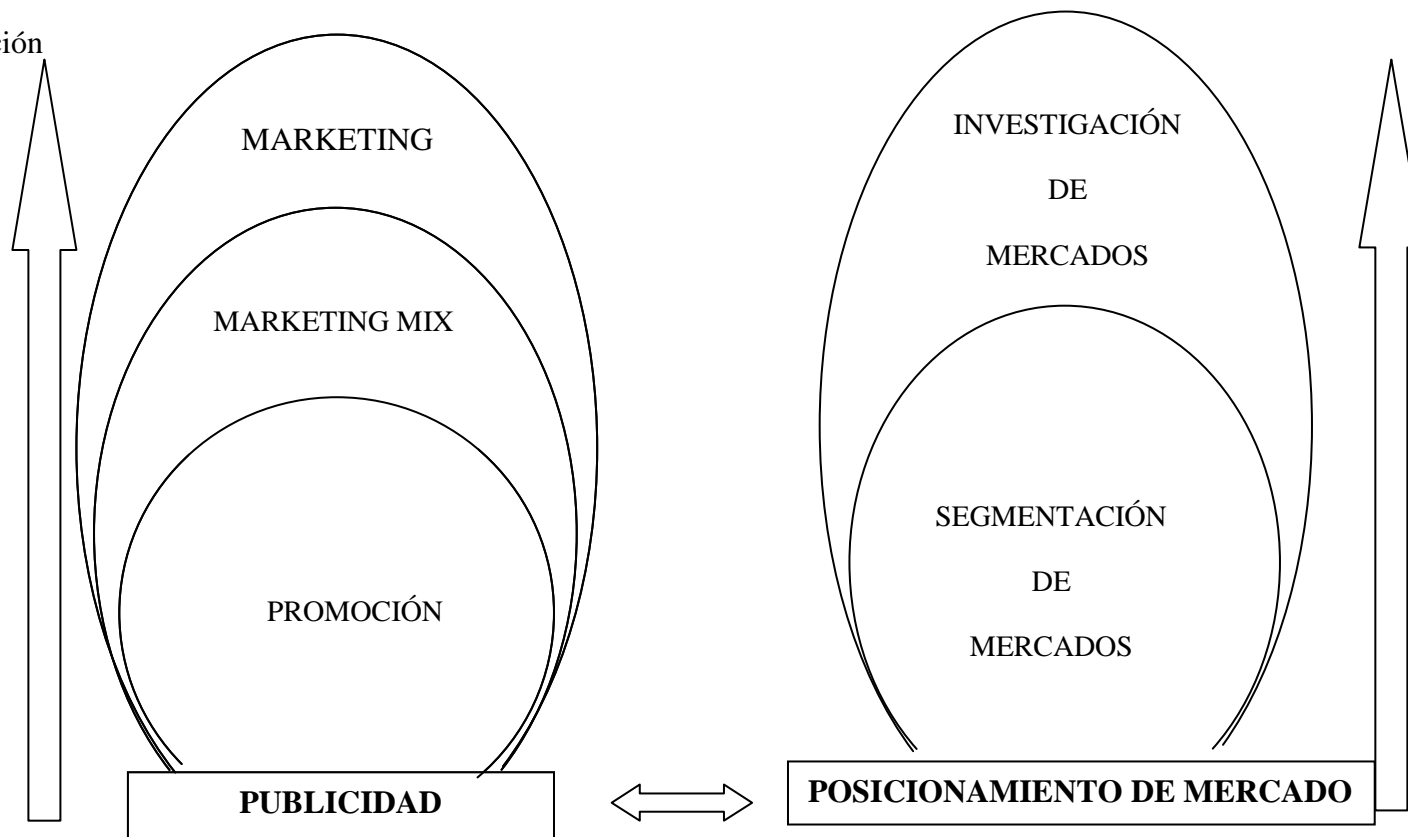 ción
MARKETING
MARKETING MIX
PROMOCIÓN
PUBLICIDAD
INVESTIGACIÓN
DE
MERCADOS
SEGMENTACIÓN
DE
MERCADOS
POSICIONAMIENTO DE MERCADO